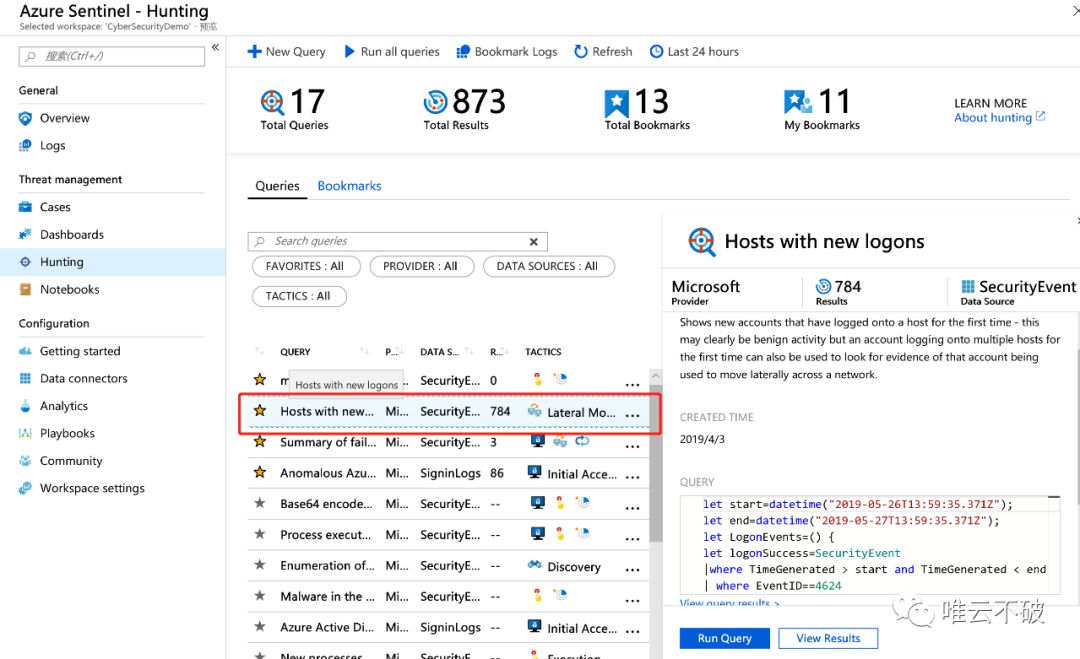 Azure Sentinel - Hunting
Selected workspace: 'CyberSecurityDemo' - 预览
搜索(Ctrl+/)
«
General
Overview
Logs
Threat management
Cases
Dashboards
Hunting
Notebooks
Configuration
Getting started
Data connectors
Analytics
Playbooks
Community
Workspace settings
New Query Run all queries Bookmark Logs Refresh Last 24 hours
17 Total Queries
873 Total Results
13 Total Bookmarks
11 My Bookmarks
LEARN MORE
About hunting
Queries Bookmarks
Search queries
FAVORITES : All PROVIDER : All DATA SOURCES : All
TACTICS : All
QUERY P... DATA S... R... TACTICS
m SecurityE... 0 ...
Hosts with new logons
Hosts with new... Mi... SecurityE... 784 Lateral Mo... ...
Summary of fail... Mi... SecurityE... 3 ...
Anomalous Azu... Mi... SigninLogs 86 Initial Acce... ...
Base64 encode... Mi... SecurityE... -- ...
Process execut... Mi... SecurityE... -- ...
Enumeration of... Mi... SecurityE... -- Discovery ...
Malware in the ... Mi... SecurityE... -- ...
Azure Active Di... Mi... SigninLogs -- Initial Acce... ...
New processes Mi... SecurityE... -- Execution
Hosts with new logons
Microsoft
Provider
784
Results
SecurityEvent
Data Source
Shows new accounts that have logged onto a host for the first time - this
may clearly be benign activity but an account logging onto multiple hosts for
the first time can also be used to look for evidence of that account being
used to move laterally across a network.
CREATED TIME
2019/4/3
QUERY
let start=datetime("2019-05-26T13:59:35.371Z");
let end=datetime("2019-05-27T13:59:35.371Z");
let LogonEvents=() {
let logonSuccess=SecurityEvent
|where TimeGenerated > start and TimeGenerated < end
| where EventID==4624
View query results >
Run Query View Results
唯云不破